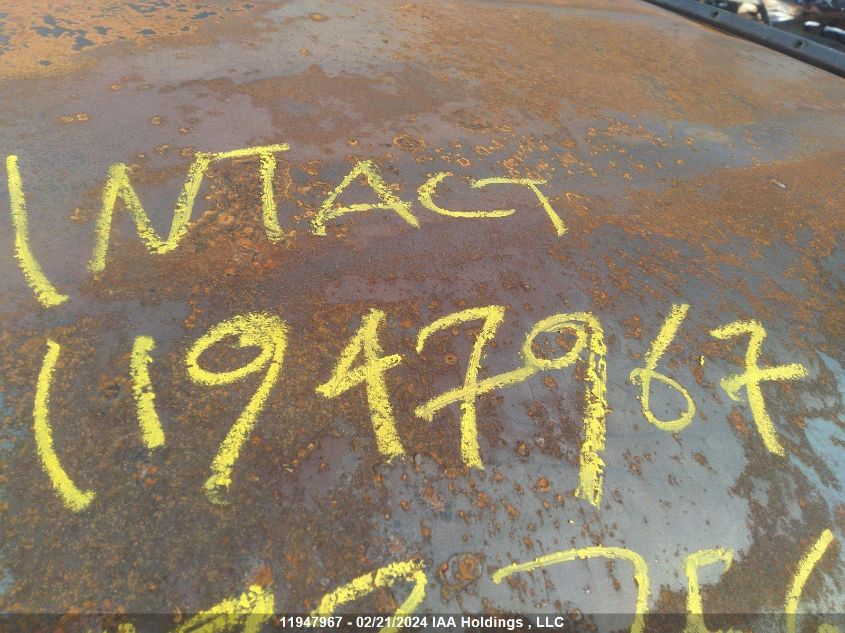 INTACT
11947967
11947967 - 02/21/2024 IAA Holdings , LLC